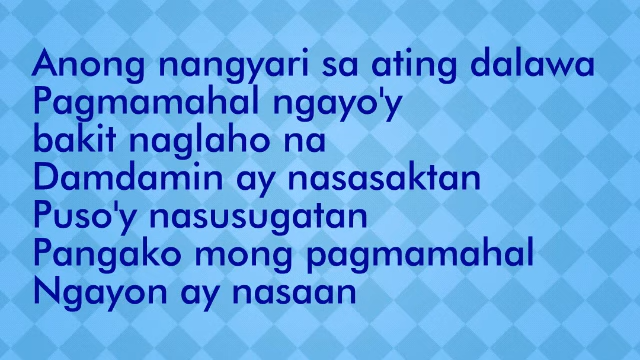 Anong nangyari sa ating dalawa
Pagmamahal ngayo'y
bakit naglaho na
Damdamin ay nasasaktan
Puso'y nasusugatan
Pangako mong pagmamahal
Ngayon ay nasaan